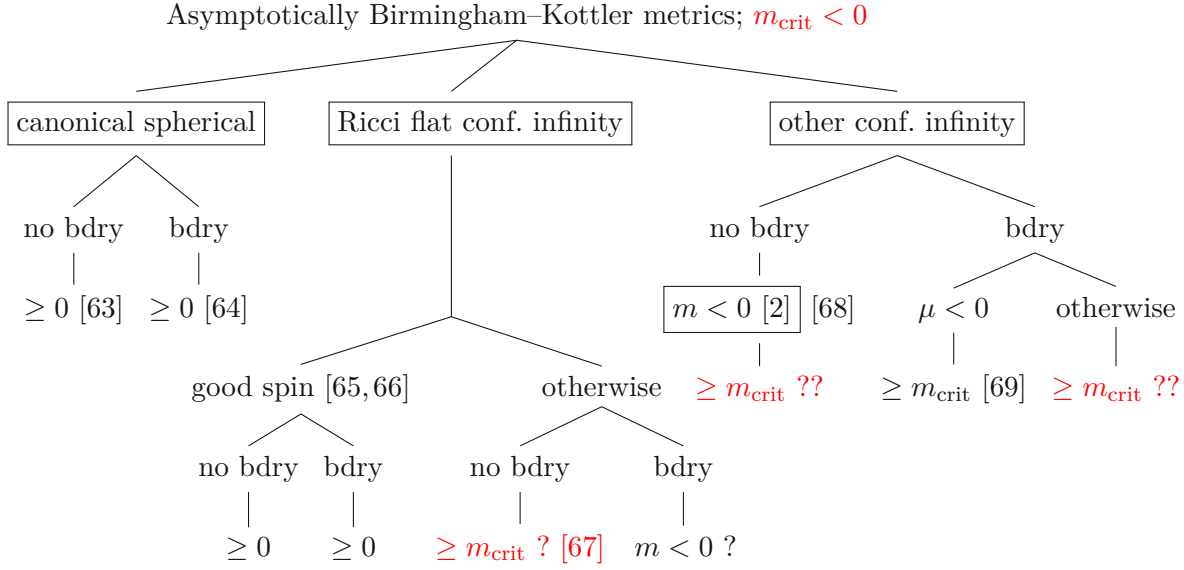 Asymptotically Birmingham–Kottler metrics; m_crit < 0
canonical spherical Ricci flat conf. infinity other conf. infinity
no bdry bdry no bdry bdry
≥ 0 [63] ≥ 0 [64] m < 0 [2] [68] μ < 0 otherwise
good spin [65, 66] otherwise ≥ m_crit ?? ≥ m_crit [69] ≥ m_crit ??
no bdry bdry no bdry bdry
≥ 0 ≥ 0 ≥ m_crit ? [67] m < 0 ?